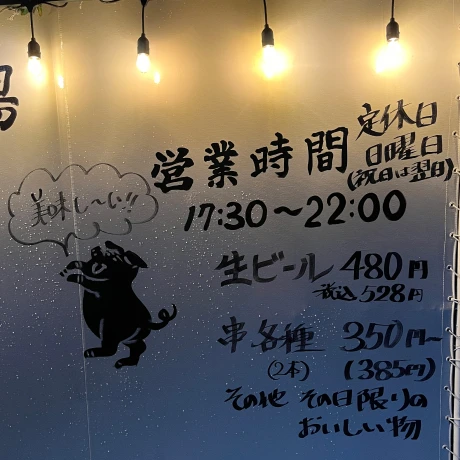 場
営業時間
定休日
日曜日
(祝日は翌日)
17:30～22:00
美味し～い!!
生ビール 480円
税込 528円
串各種 350円～
(2本) (385円)
その他 その日限りの
おいしい物